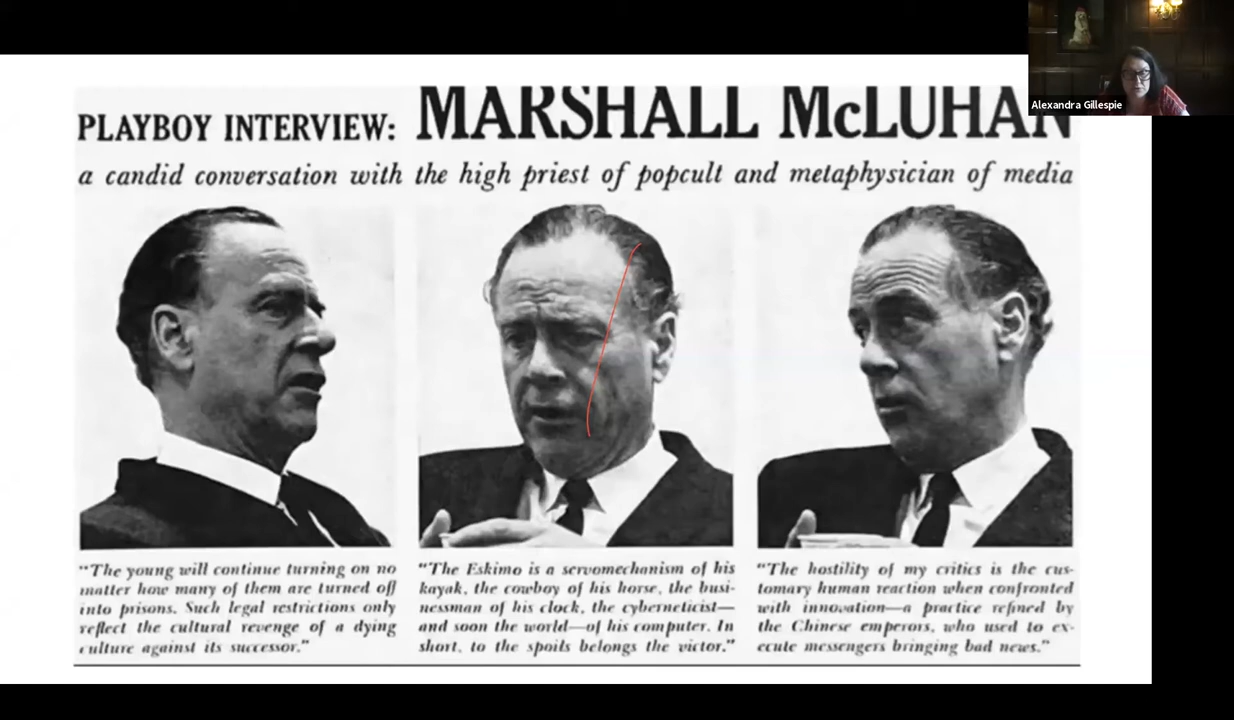 Alexandra Gillespie
PLAYBOY INTERVIEW: MARSHALL McLUHAN
a candid conversation with the high priest of popcult and metaphysician of media
"The young will continue turning on no
matter how many of them are turned off
into prisons. Such legal restrictions only
reflect the cultural revenge of a dying
culture against its successor."
"The Eskimo is a servomechanism of his
kayak, the cowboy of his horse, the busi-
nessman of his clock, the cyberneticist—
and soon the world—of his computer. In
short, to the spoils belongs the victor."
"The hostility of my critics is the cus-
tomary human reaction when confronted
with innovation—a practice refined by
the Chinese emperors, who used to ex-
ecute messengers bringing bad news."